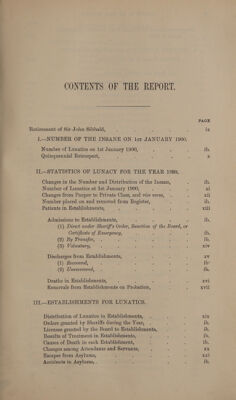 CONTENTS OF THE REPORT.
PAGE
Retirement of Sir John Sibbald, ix
I.—NUMBER OF THE INSANE ON 1ST JANUARY 1900.
Number of Lunatics on 1st January 1900, ib.
Quinquennial Retrospect, x
II.—STATISTICS OF LUNACY FOR THE YEAR 1899.
Changes in the Number and Distribution of the Insane, ib.
Number of Lunatics at 1st January 1900, xi
Changes from Pauper to Private Class, and vice versa, xii
Number placed on and removed from Register, ib.
Patients in Establishments, xiii
Admissions to Establishments, ib.
(1) Direct under Sheriff's Order, Sanction of the Board, or
Certificate of Emergency, ib.
(2) By Transfer, ib.
(3) Voluntary, xiv
Discharges from Establishments, xv
(1) Recovered, ib.
(2) Unrecovered, ib.
Deaths in Establishments, xvi
Removals from Establishments on Probation, xvii
III.—ESTABLISHMENTS FOR LUNATICS.
Distribution of Lunatics in Establishments, xix
Orders granted by Sheriffs during the Year, ib.
Licenses granted by the Board to Establishments, ib.
Results of Treatment in Establishments, ib.
Causes of Death in each Establishment, ib.
Changes among Attendants and Servants, xx
Escapes from Asylums, xxi
Accidents in Asylums, ib.